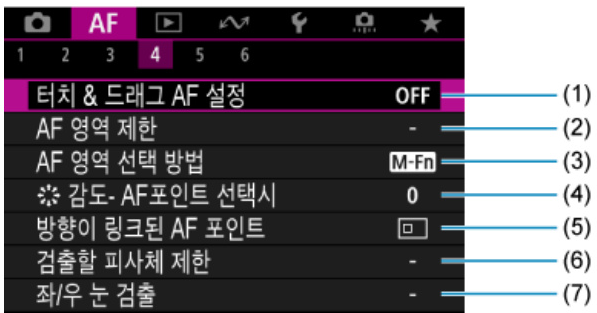 AF
1 2 3 4 5 6
터치 & 드래그 AF 설정 OFF (1)
AF 영역 제한 - (2)
AF 영역 선택 방법 M-Fn (3)
감도- AF포인트 선택시 0 (4)
방향이 링크된 AF 포인트 (5)
검출할 피사체 제한 - (6)
좌/우 눈 검출 - (7)